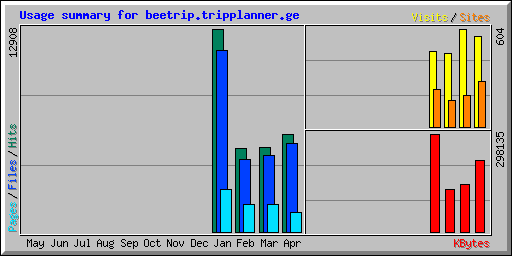 Usage summary for beetrip.tripplanner.ge
Visits/Sites
12908
604
Pages/Files/Hits
298135
May Jun Jul Aug Sep Oct Nov Dec Jan Feb Mar Apr
KBytes